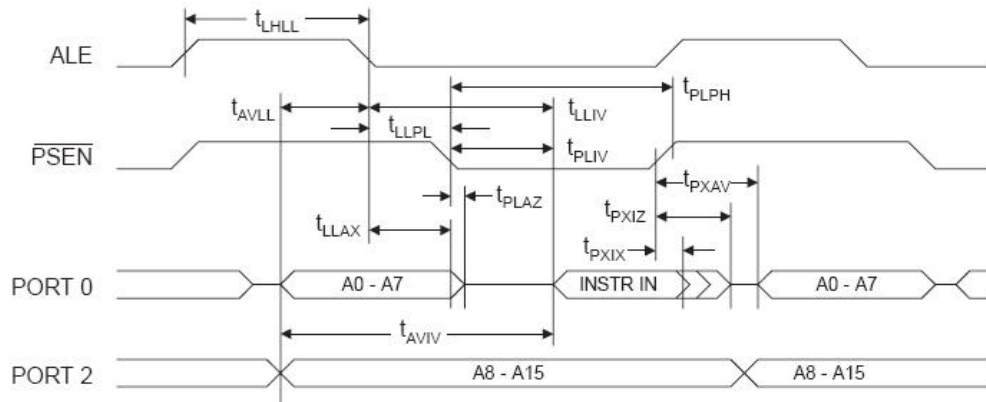 tLHLL
ALE
tPLPH
tAVLL
tLLIV
tLLPL
PSEN
tPLIV
tPLAZ
tPXAV
tLLAX
tPXIZ
tPXIX
PORT 0
A0 - A7
INSTR IN
A0 - A7
tAVIV
PORT 2
A8 - A15
A8 - A15